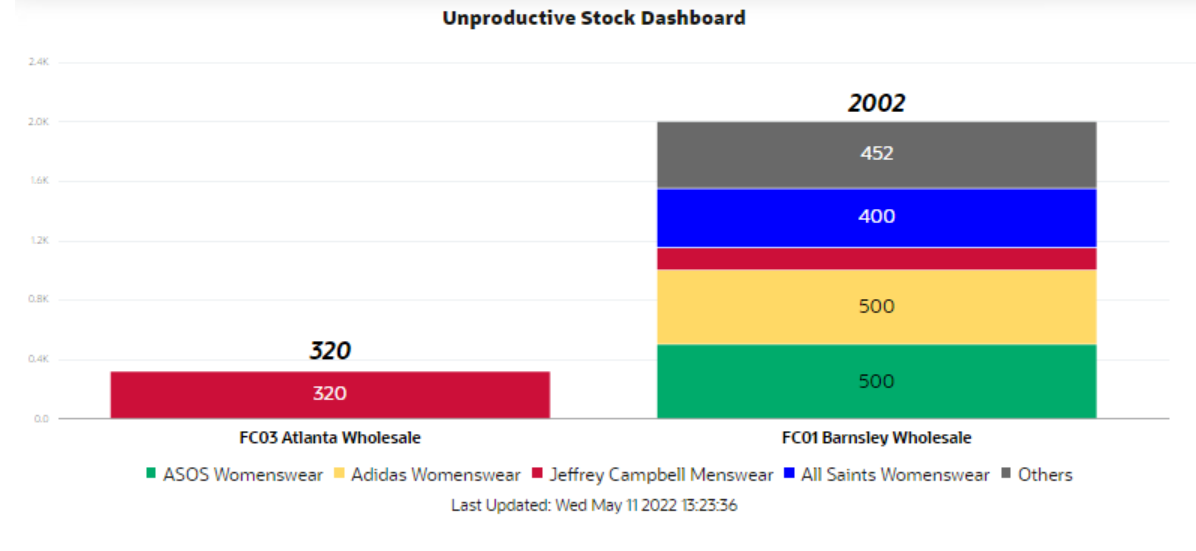 Unproductive Stock Dashboard
2.4K
2002
2.0K
452
1.6K
400
1.2K
0.8K
500
320
0.4K
320
500
0.0
FC03 Atlanta Wholesale FC01 Barnsley Wholesale
ASOS Womenswear Adidas Womenswear Jeffrey Campbell Menswear All Saints Womenswear Others
Last Updated: Wed May 11 2022 13:23:36